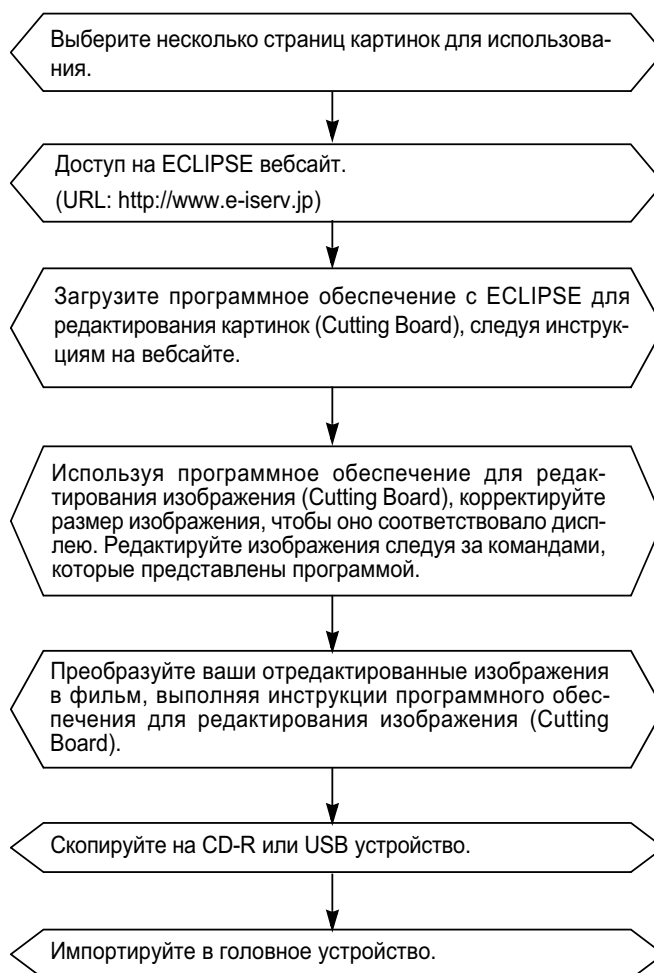 Выберите несколько страниц картинок для использова-
ния.
Доступ на ECLIPSE вебсайт.
(URL: http://www.e-iserv.jp)
Загрузите программное обеспечение с ECLIPSE для
редактирования картинок (Cutting Board), следуя инструк-
циям на вебсайте.
Используя программное обеспечение для редак-
тирования изображения (Cutting Board), корректируйте
размер изображения, чтобы оно соответствовало дисп-
лею. Редактируйте изображения следуя за командами,
которые представлены программой.
Преобразуйте ваши отредактированные изображения
в фильм, выполняя инструкции программного обес-
печения для редактирования изображения (Cutting
Board).
Скопируйте на CD-R или USB устройство.
Импортируйте в головное устройство.